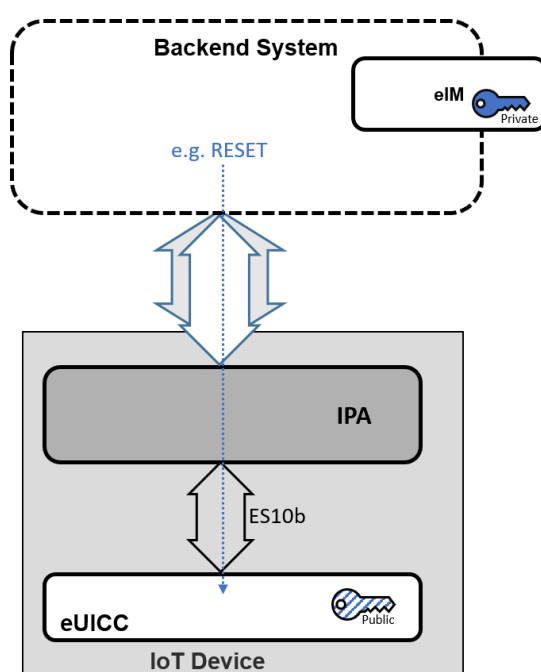 Backend System
eIM
Private
e.g. RESET
IPA
ES10b
eUICC
Public
IoT Device